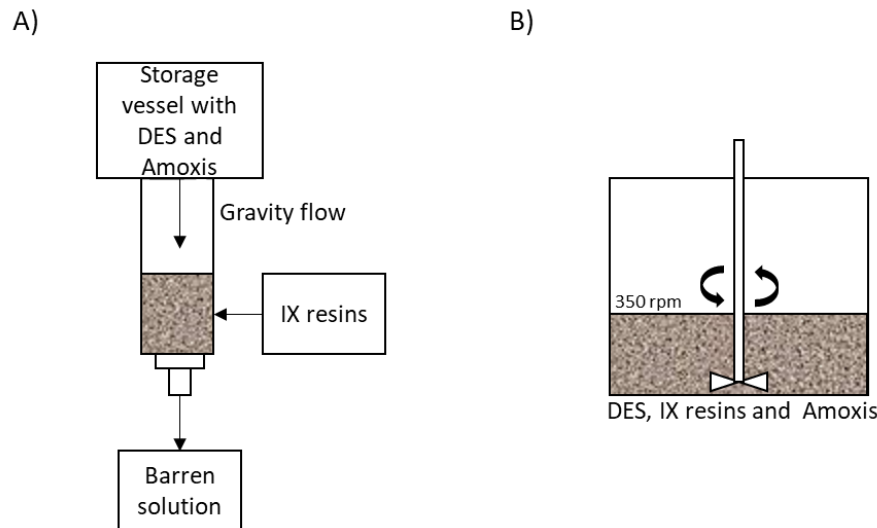 A)
Storage
vessel with
DES and
Amoxis
Gravity flow
IX resins
Barren
solution
B)
350 rpm
DES, IX resins and Amoxis